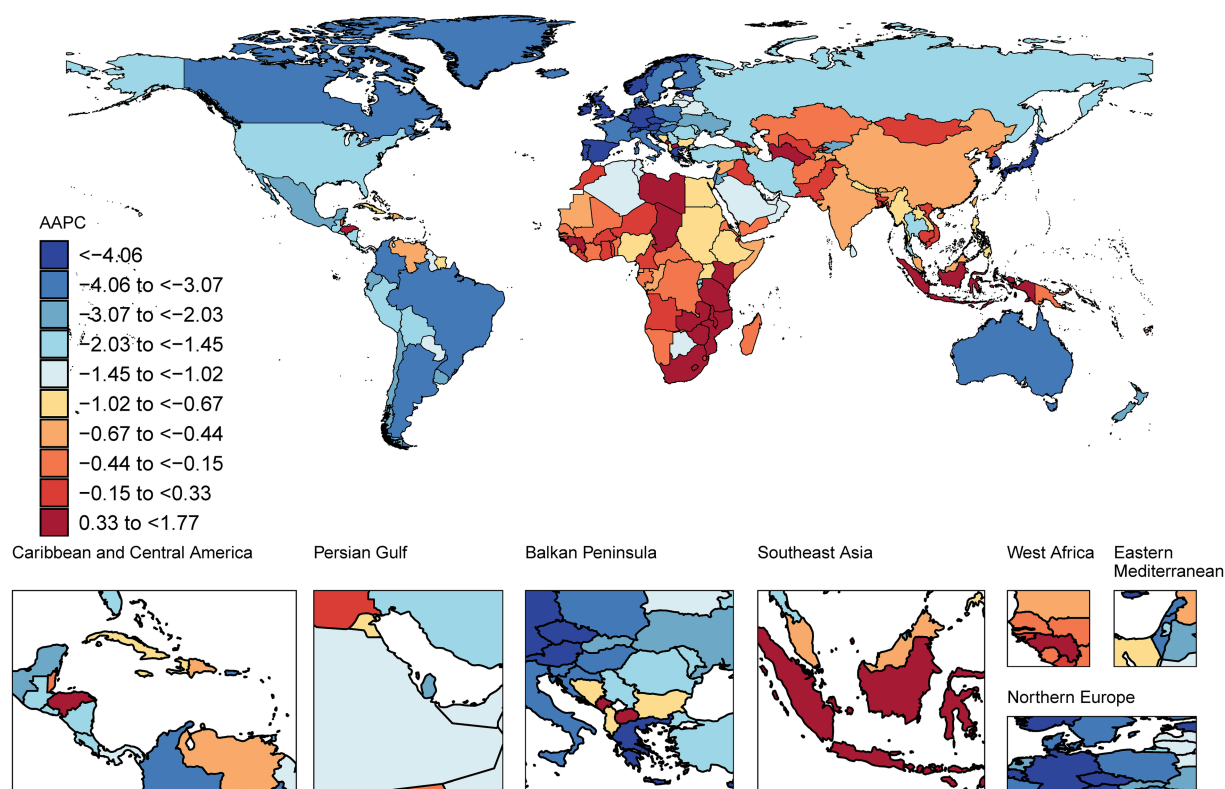 AAPC
<−4.06
−4.06 to <−3.07
−3.07 to <−2.03
−2.03 to <−1.45
−1.45 to <−1.02
−1.02 to <−0.67
−0.67 to <−0.44
−0.44 to <−0.15
−0.15 to <0.33
0.33 to <1.77
Caribbean and Central America
Persian Gulf
Balkan Peninsula
Southeast Asia
West Africa
Eastern
Mediterranean
Northern Europe